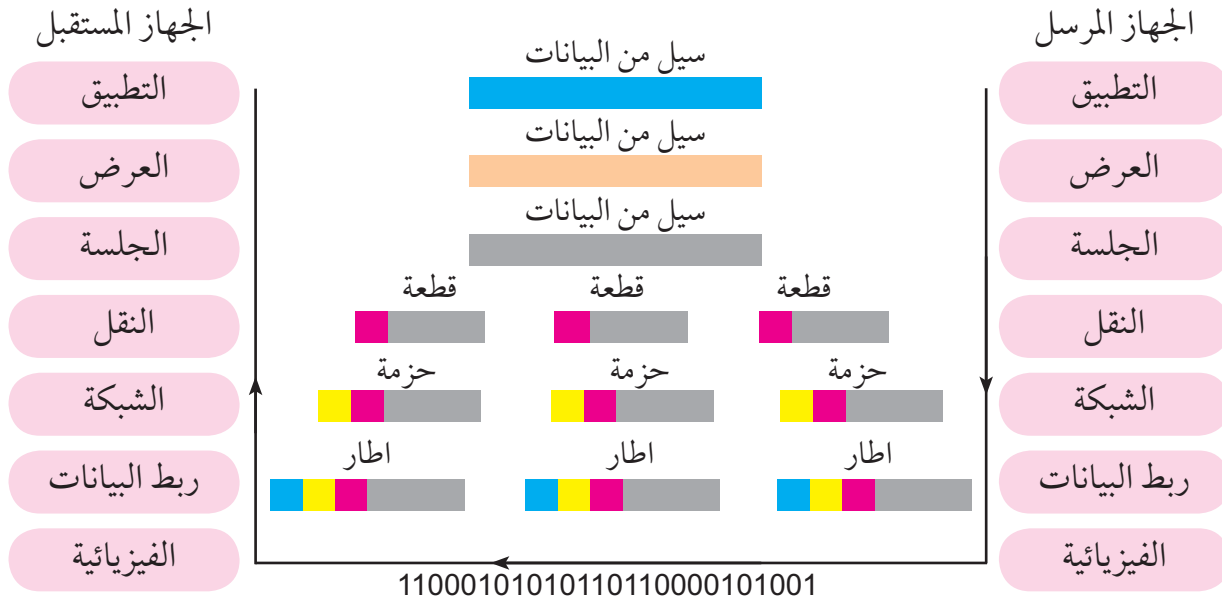 الجهاز المرسل
التطبيق
العرض
الجلسة
النقل
الشبكة
ربط البيانات
الفيزيائية
سيل من البيانات
سيل من البيانات
سيل من البيانات
قطعة قطعة قطعة
حزمة حزمة حزمة
اطار اطار اطار
110001010101101100001010​01
الجهاز المستقبل
التطبيق
العرض
الجلسة
النقل
الشبكة
ربط البيانات
الفيزيائية